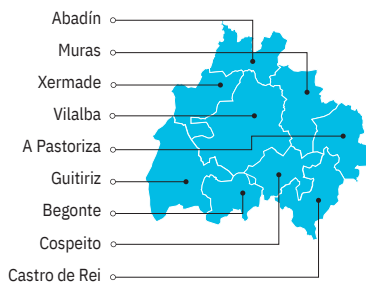 Abadín
Muras
Xermade
Vilalba
A Pastoriza
Guitiriz
Begonte
Cospeito
Castro de Rei